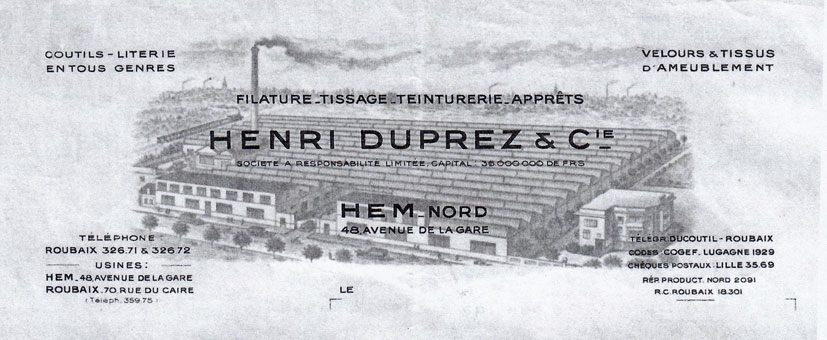 COUTILS - LITERIE
EN TOUS GENRES
VELOURS & TISSUS
D'AMEUBLEMENT
FILATURE_TISSAGE_TEINTURERIE_APPRÊTS
HENRI DUPREZ & CIE
SOCIÉTÉ A RESPONSABILITÉ LIMITÉE, CAPITAL: 36 000 000 DE FRS
HEM_NORD
48, AVENUE DE LA GARE
TÉLÉPHONE
ROUBAIX 326.71 & 326.72
USINES:
HEM_48, AVENUE DE LA GARE
ROUBAIX_70, RUE DU CAIRE
(Téléph. 359.75)
TÉLÉGR. DUCOUTIL - ROUBAIX
CODES: COGEF. LUGAGNE 1929
CHÈQUES POSTAUX: LILLE 35.69
RÉP. PRODUCT. NORD 2091
R.C. ROUBAIX 18.301
LE